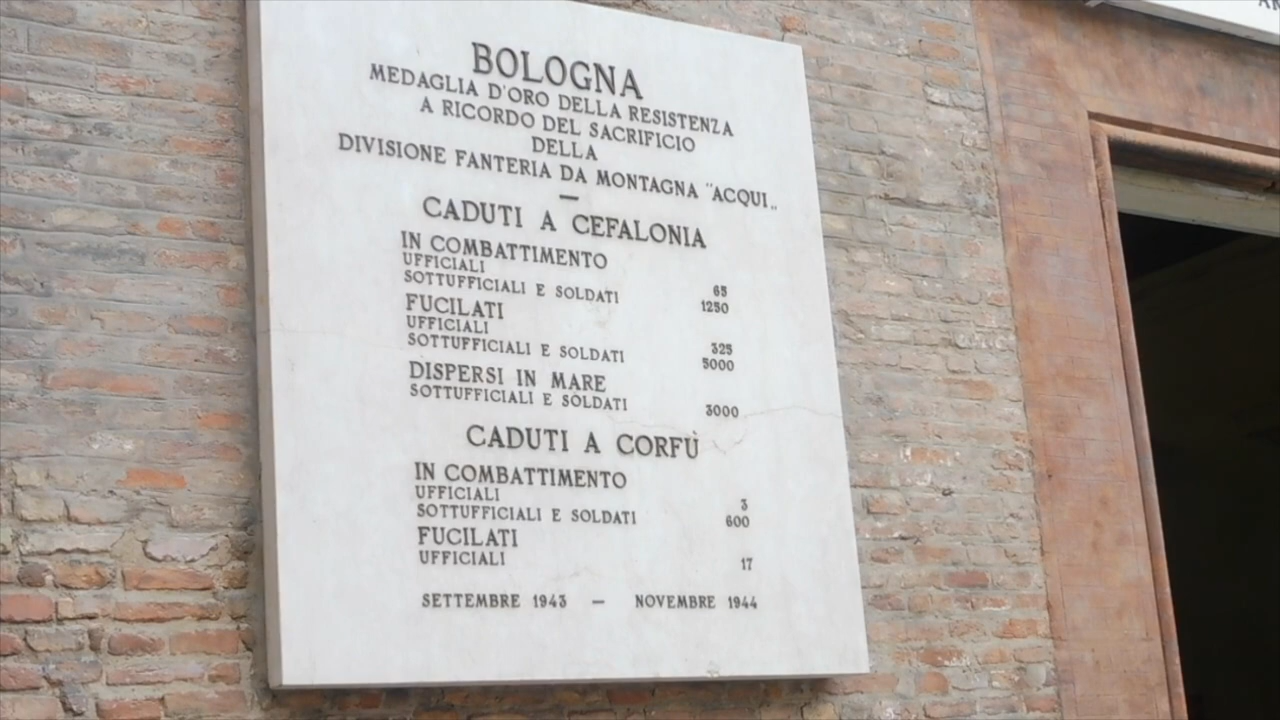 BOLOGNA
MEDAGLIA D'ORO DELLA RESISTENZA
A RICORDO DEL SACRIFICIO
DELLA
DIVISIONE FANTERIA DA MONTAGNA "ACQUI„
—
CADUTI A CEFALONIA
IN COMBATTIMENTO
UFFICIALI 65
SOTTUFFICIALI E SOLDATI 1250
FUCILATI
UFFICIALI 325
SOTTUFFICIALI E SOLDATI 5000
DISPERSI IN MARE
SOTTUFFICIALI E SOLDATI 3000
CADUTI A CORFÙ
IN COMBATTIMENTO
UFFICIALI 3
SOTTUFFICIALI E SOLDATI 600
FUCILATI
UFFICIALI 17
SETTEMBRE 1943 — NOVEMBRE 1944